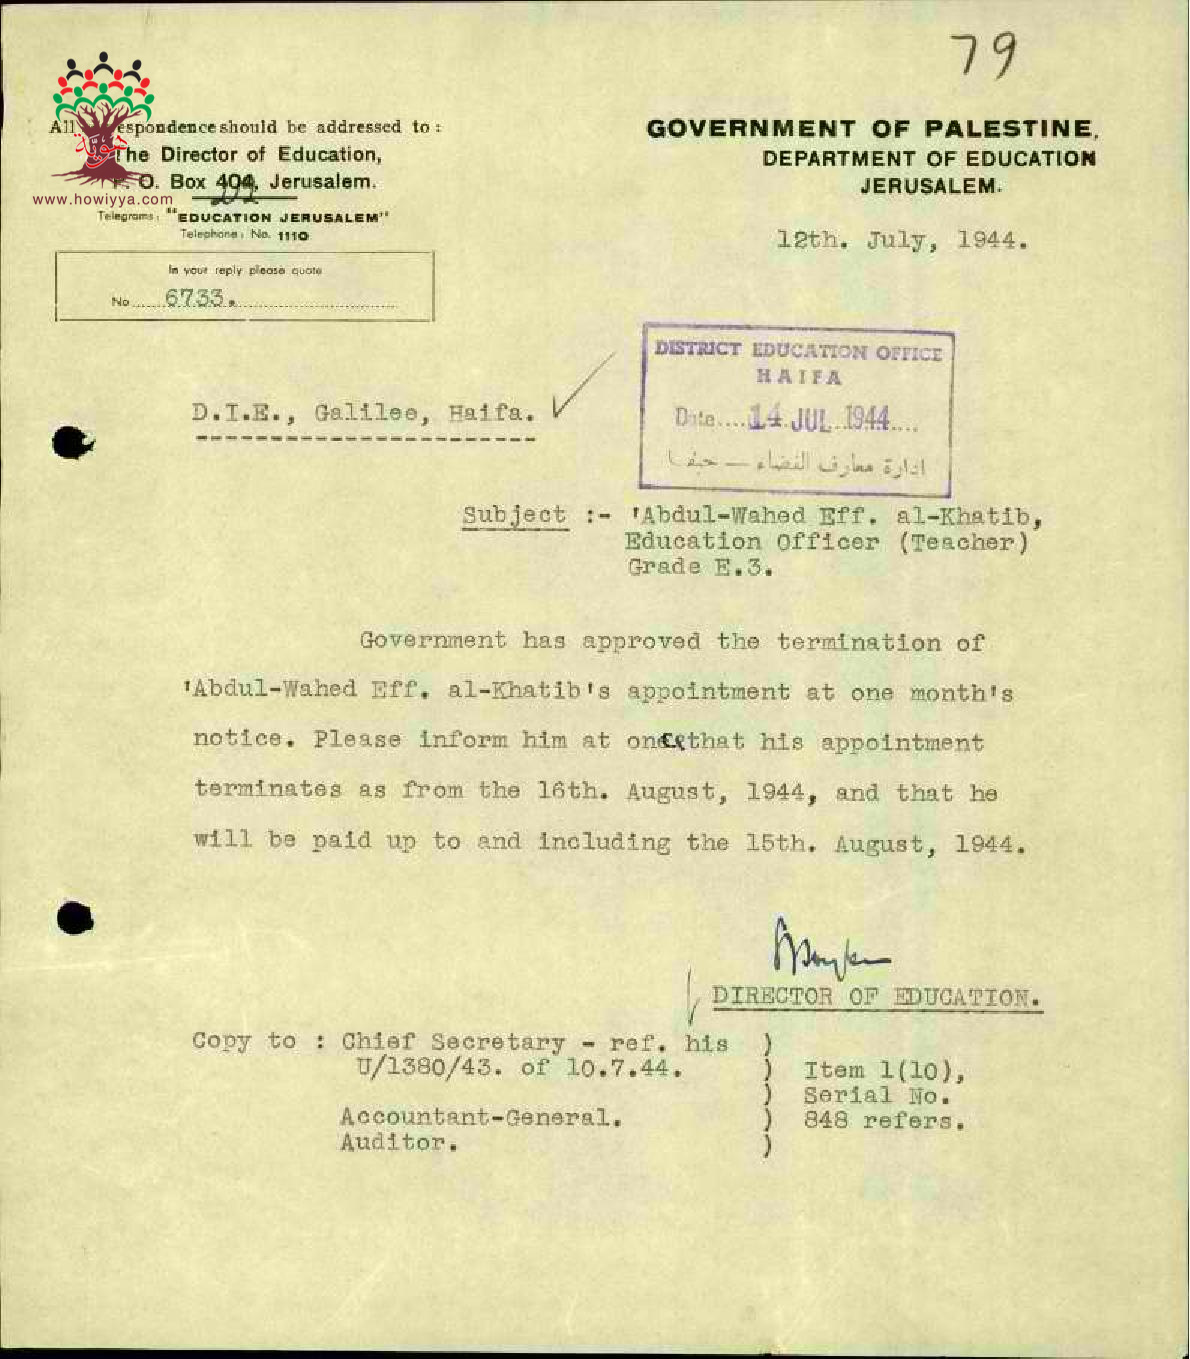 79
All espondence should be addressed to :
The Director of Education,
P. O. Box 404, Jerusalem.
www.howiyya.com
Telegrams: "EDUCATION JERUSALEM"
Telephone: No. 1110
In your reply please quote
No. 6733.
GOVERNMENT OF PALESTINE,
DEPARTMENT OF EDUCATION
JERUSALEM.
12th. July, 1944.
DISTRICT EDUCATION OFFICE
HAIFA
Date.... 14 JUL 1944....
ادارة معارف القضاء — حيفا
D.I.E., Galilee, Haifa.
Subject :- 'Abdul-Wahed Eff. al-Khatib,
Education Officer (Teacher)
Grade E.3.
Government has approved the termination of
'Abdul-Wahed Eff. al-Khatib's appointment at one month's
notice. Please inform him at once that his appointment
terminates as from the 16th. August, 1944, and that he
will be paid up to and including the 15th. August, 1944.
DIRECTOR OF EDUCATION.
Copy to : Chief Secretary - ref. his )
U/1380/43. of 10.7.44. ) Item 1(10),
) Serial No.
Accountant-General. ) 848 refers.
Auditor. )